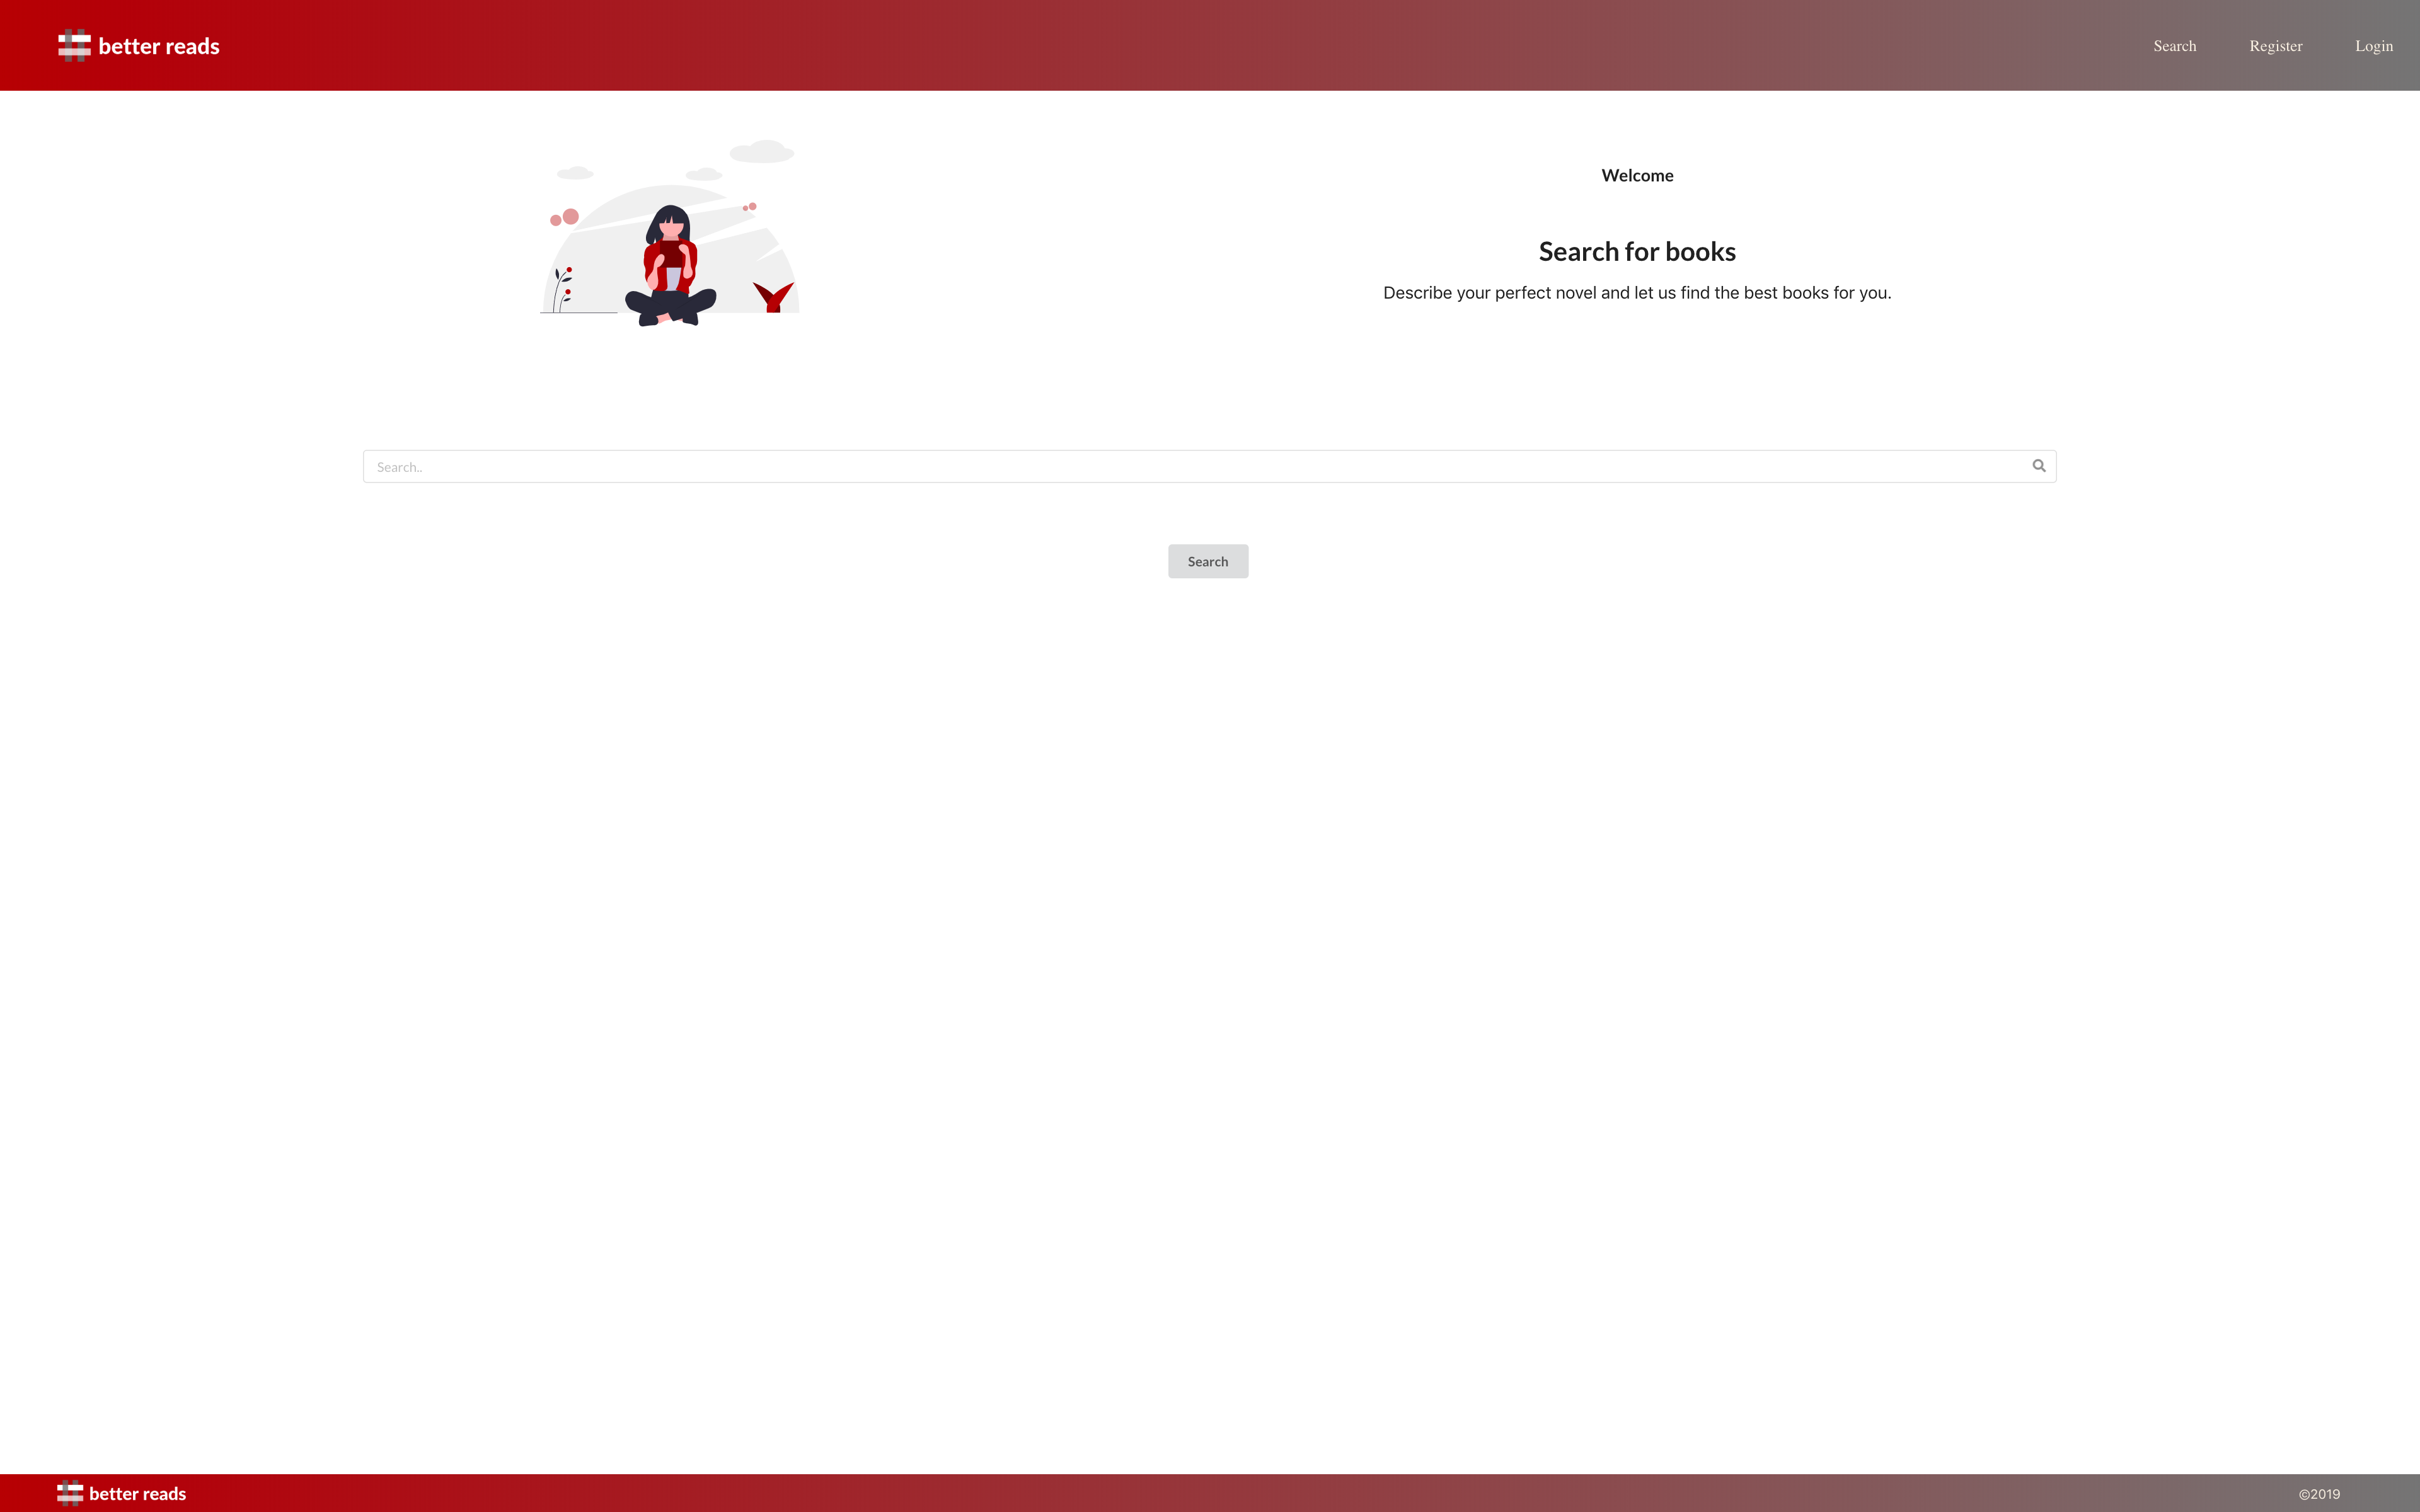 better reads
Search
Register
Login
Welcome
Search for books
Describe your perfect novel and let us find the best books for you.
Search..
Search
better reads
©2019